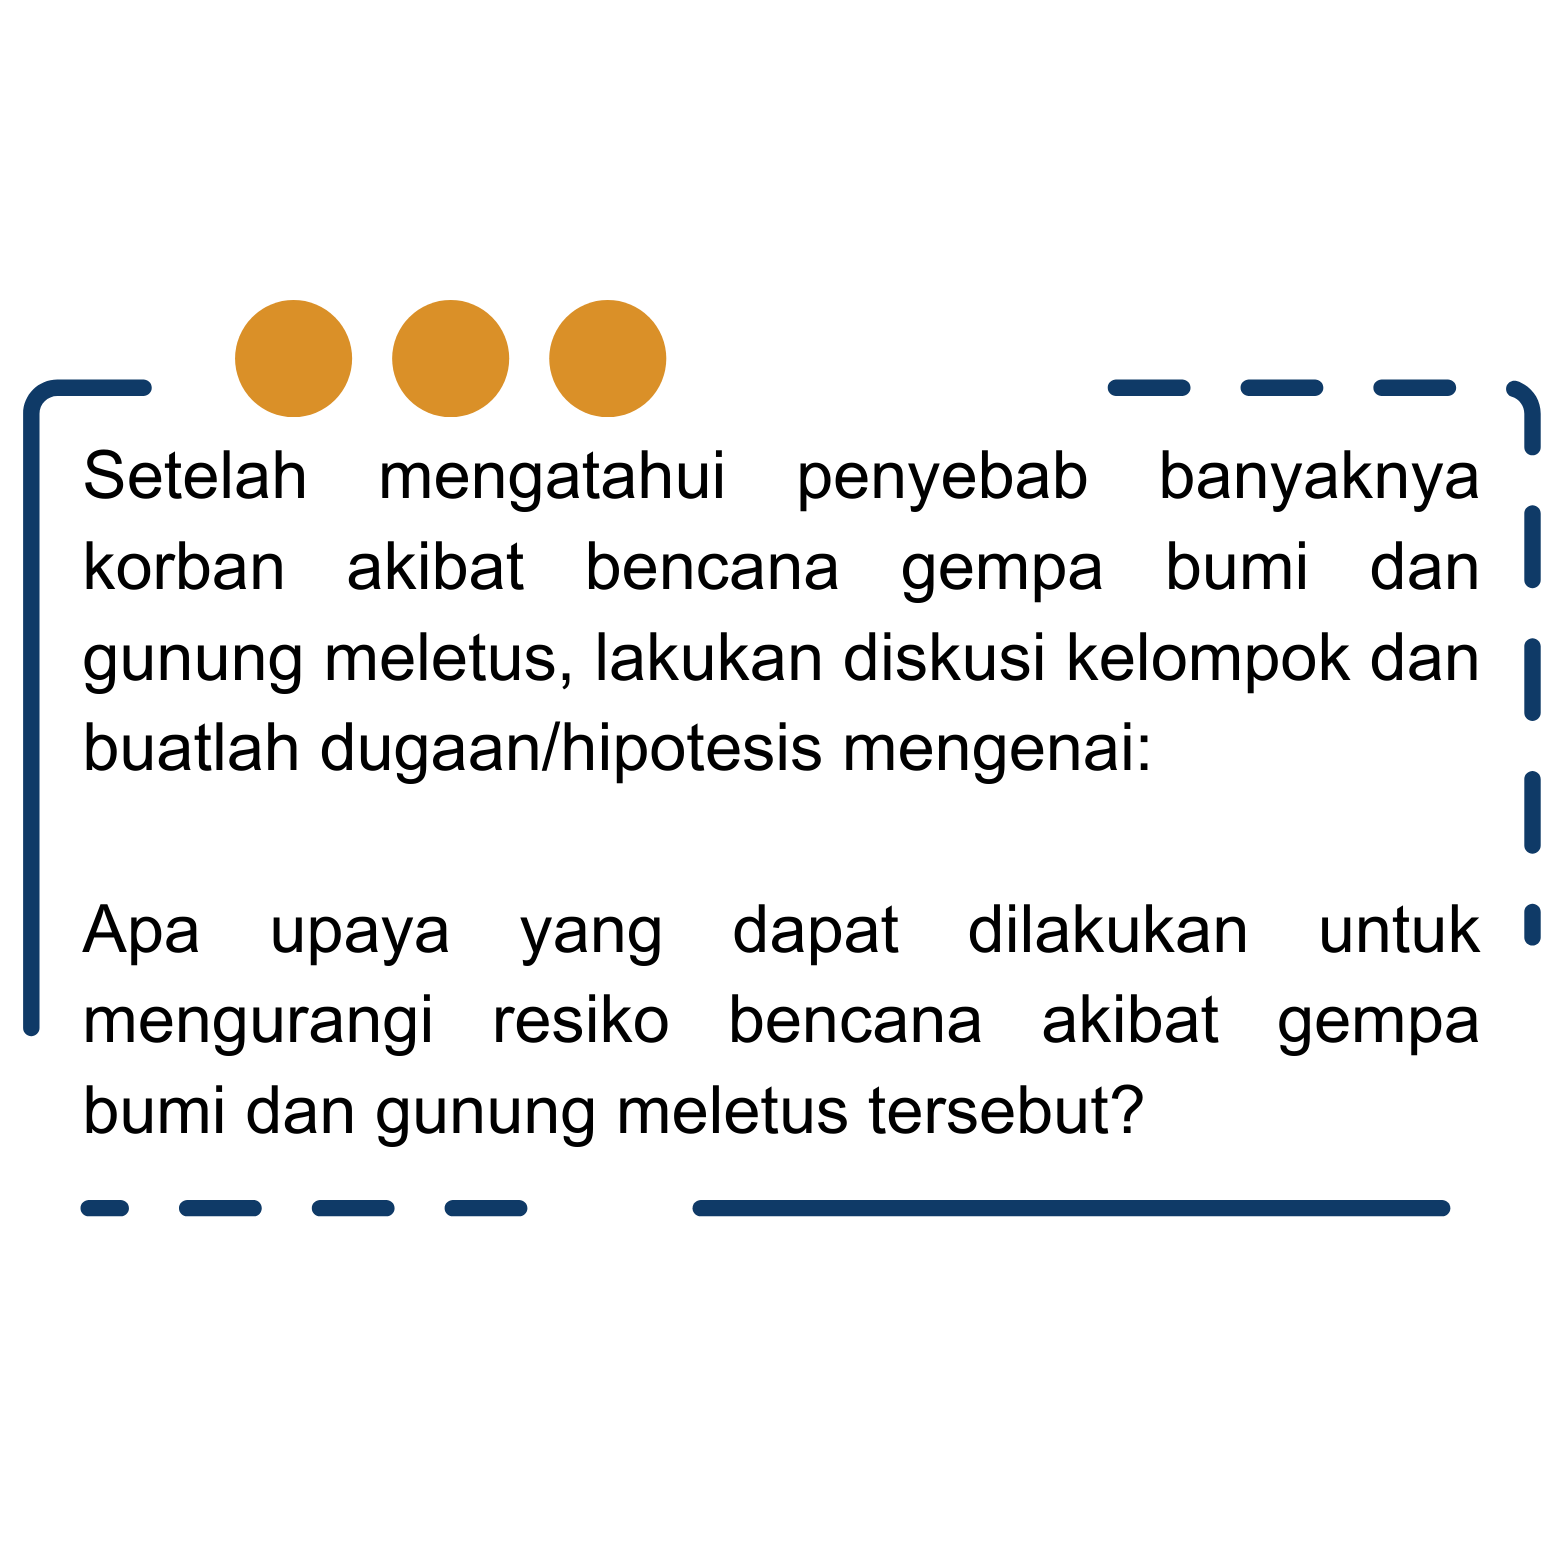 Setelah mengatahui penyebab banyaknya
korban akibat bencana gempa bumi dan
gunung meletus, lakukan diskusi kelompok dan
buatlah dugaan/hipotesis mengenai:
Apa upaya yang dapat dilakukan untuk
mengurangi resiko bencana akibat gempa
bumi dan gunung meletus tersebut?